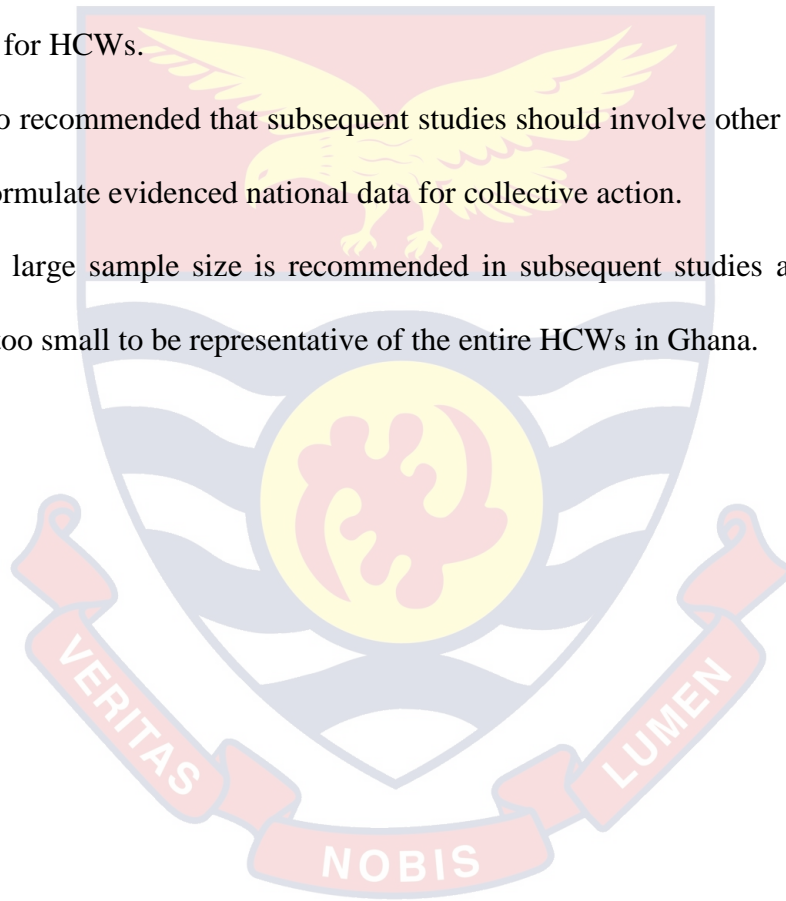 for HCWs.
o recommended that subsequent studies should involve other
ormulate evidenced national data for collective action.
large sample size is recommended in subsequent studies a
too small to be representative of the entire HCWs in Ghana.
VERITAS
NOBIS
LUMEN